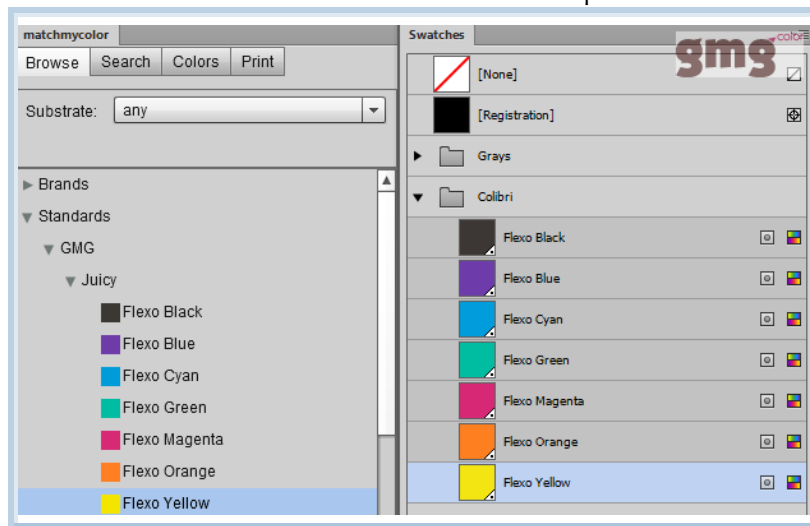 matchmycolor
Browse
Search
Colors
Print
Substrate:
any
Brands
Standards
GMG
Juicy
Flexo Black
Flexo Blue
Flexo Cyan
Flexo Green
Flexo Magenta
Flexo Orange
Flexo Yellow
Swatches
gmg
color
[None]
[Registration]
Grays
Colibri
Flexo Black
Flexo Blue
Flexo Cyan
Flexo Green
Flexo Magenta
Flexo Orange
Flexo Yellow